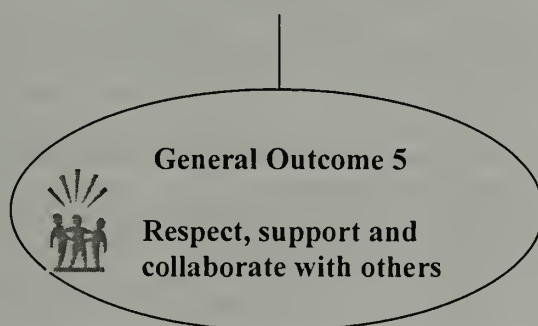 General Outcome 5
Respect, support and
collaborate with others